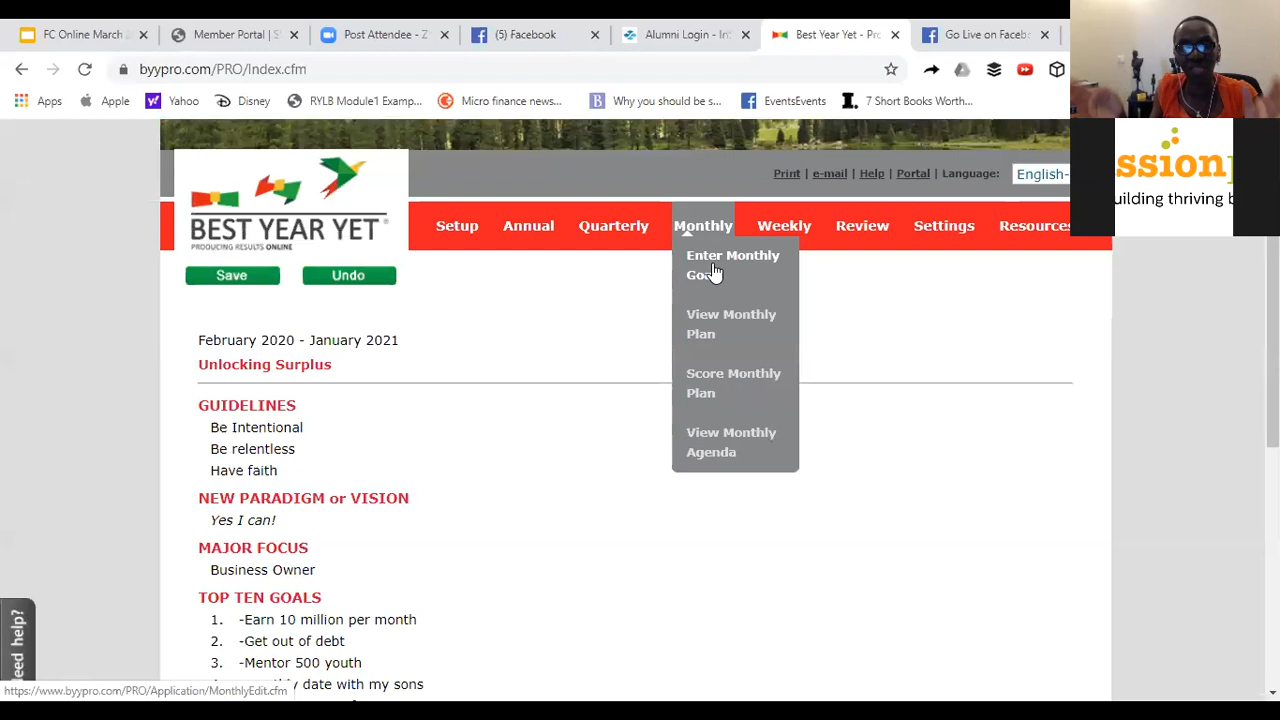 FC Online March
Member Portal | S
Post Attendee - Z
(5) Facebook
Alumni Login - In
Best Year Yet - Pr
Go Live on Faceb
byypro.com/PRO/Index.cfm
Apps
Apple
Yahoo
Disney
RYLB Module1 Examp...
Micro finance news...
Why you should be s...
EventsEvents
7 Short Books Worth...
ssion
uilding thriving b
Print | e-mail | Help | Portal | Language: English-
BEST YEAR YET®
PRODUCING RESULTS ONLINE
Setup Annual Quarterly Monthly Weekly Review Settings Resources
Save Undo
Enter Monthly
View Monthly
Plan
Score Monthly
Plan
View Monthly
Agenda
February 2020 - January 2021
Unlocking Surplus
GUIDELINES
Be Intentional
Be relentless
Have faith
NEW PARADIGM or VISION
Yes I can!
MAJOR FOCUS
Business Owner
TOP TEN GOALS
1. -Earn 10 million per month
2. -Get out of debt
3. -Mentor 500 youth
date with my sons
eed help?
https://www.byypro.com/PRO/Application/MonthlyEdit.cfm